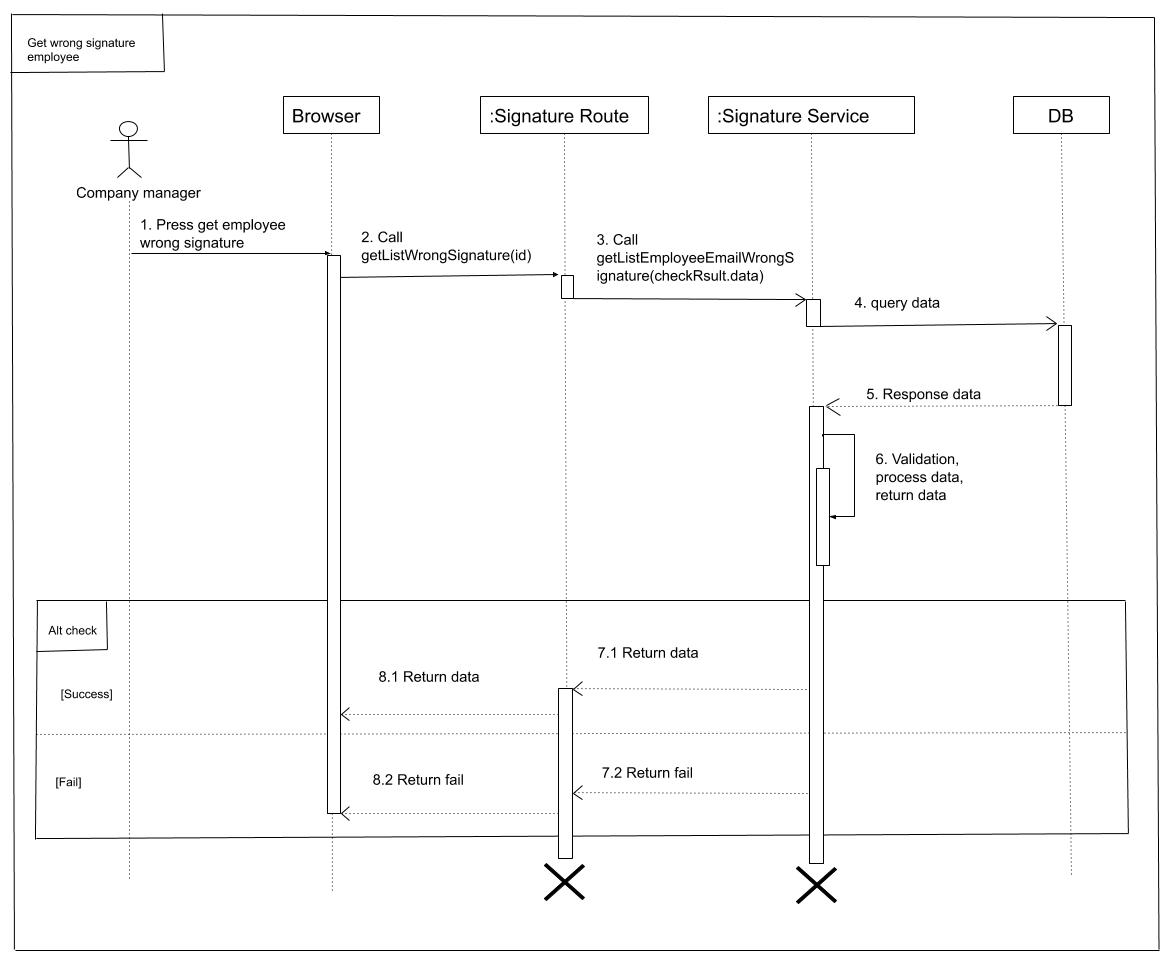 Get wrong signature
employee
Browser
:Signature Route
:Signature Service
DB
Company manager
1. Press get employee
wrong signature
2. Call
getListWrongSignature(id)
3. Call
getListEmployeeEmailWrongS
ignature(checkRsult.data)
4. query data
5. Response data
6. Validation,
process data,
return data
Alt check
7.1 Return data
8.1 Return data
[Success]
7.2 Return fail
8.2 Return fail
[Fail]